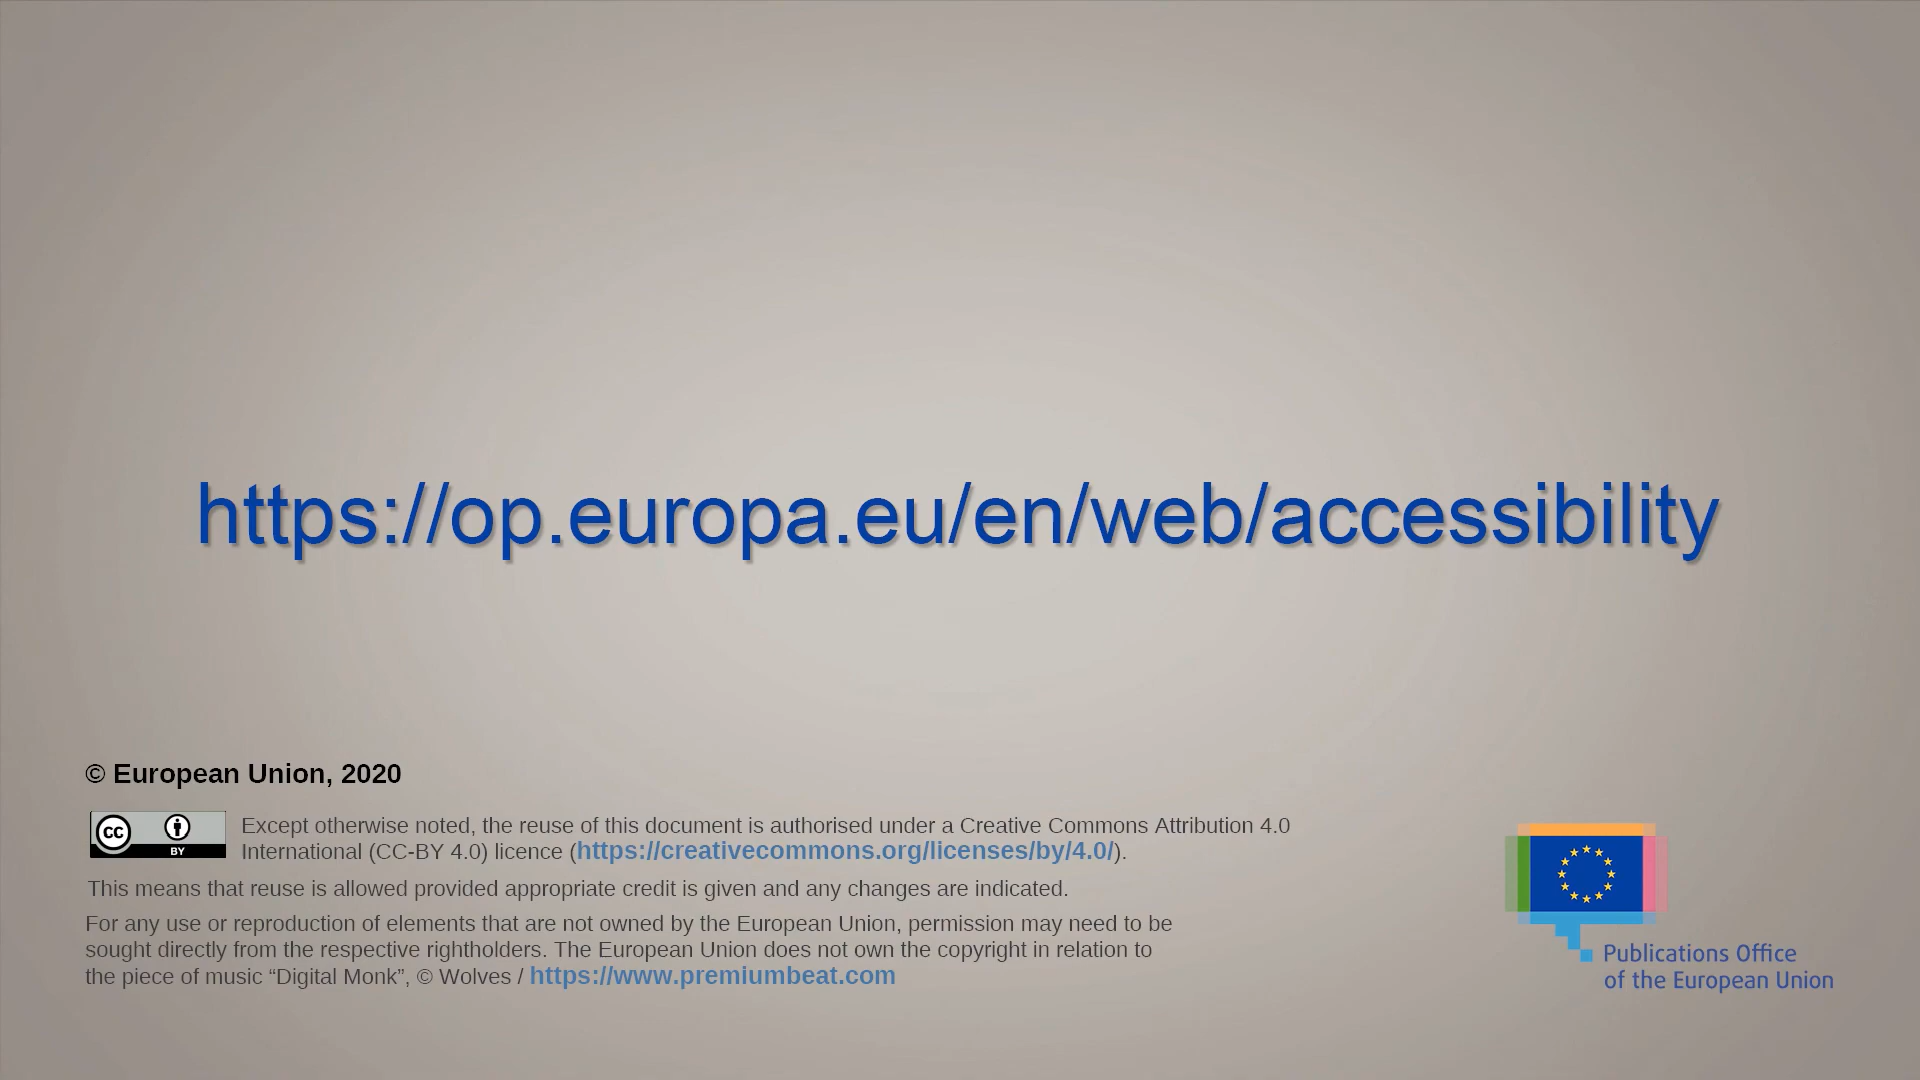 https://op.europa.eu/en/web/accessibility
© European Union, 2020
cc BY
Except otherwise noted, the reuse of this document is authorised under a Creative Commons Attribution 4.0
International (CC-BY 4.0) licence (https://creativecommons.org/licenses/by/4.0/).
This means that reuse is allowed provided appropriate credit is given and any changes are indicated.
For any use or reproduction of elements that are not owned by the European Union, permission may need to be
sought directly from the respective rightholders. The European Union does not own the copyright in relation to
the piece of music “Digital Monk”, © Wolves / https://www.premiumbeat.com
Publications Office
of the European Union